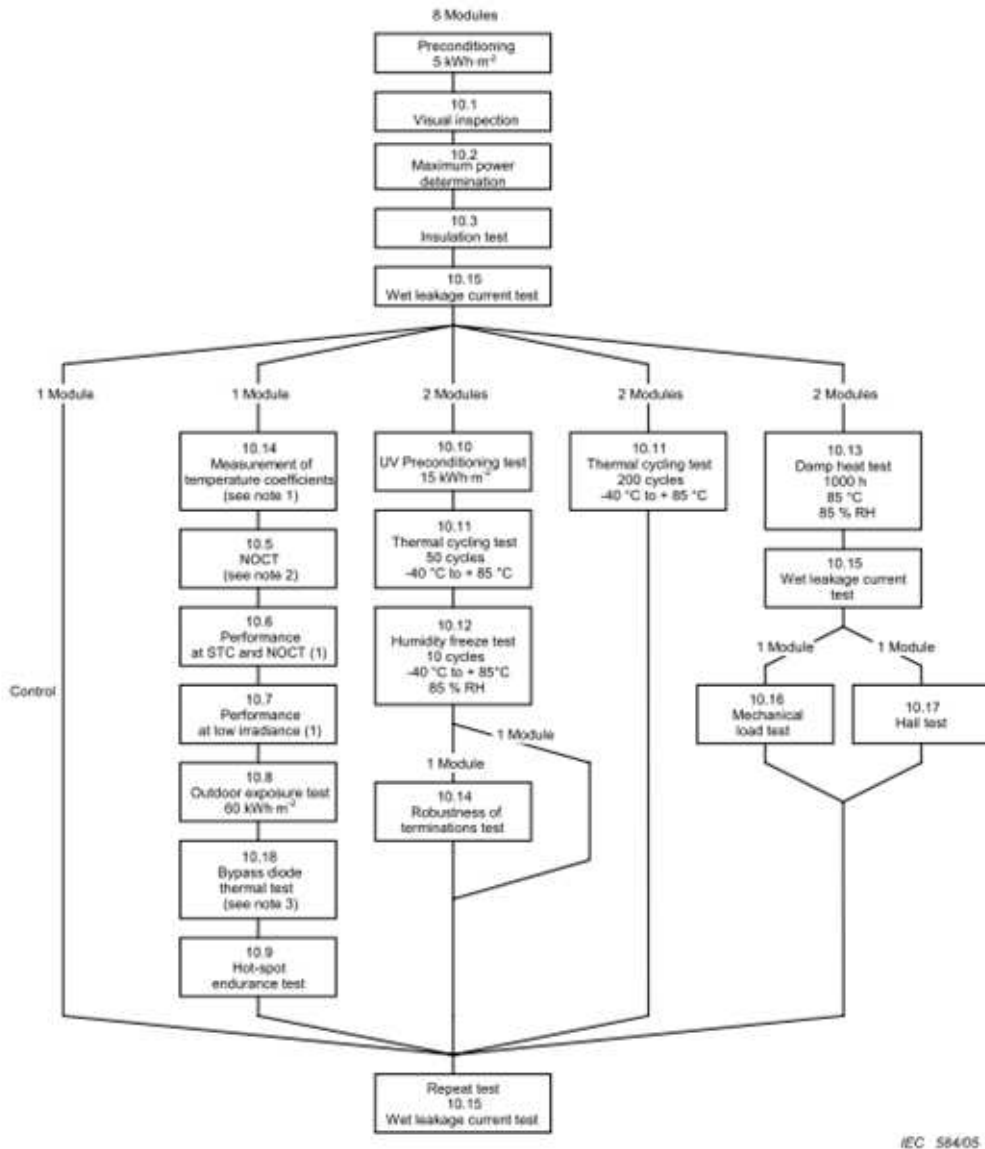 8 Modules
Preconditioning
5 kWh·m⁻²
10.1
Visual inspection
10.2
Maximum power
determination
10.3
Insulation test
10.15
Wet leakage current test
1 Module
1 Module
2 Modules
2 Modules
2 Modules
Control
10.14
Measurement of
temperature coefficients
(see note 1)
10.5
NOCT
(see note 2)
10.6
Performance
at STC and NOCT (1)
10.7
Performance
at low irradiance (1)
10.8
Outdoor exposure test
60 kWh·m⁻²
10.18
Bypass diode
thermal test
(see note 3)
10.9
Hot-spot
endurance test
10.10
UV Preconditioning test
15 kWh·m⁻²
10.11
Thermal cycling test
50 cycles
-40 °C to + 85 °C
10.12
Humidity freeze test
10 cycles
-40 °C to + 85°C
85 % RH
1 Module
1 Module
10.14
Robustness of
terminations test
10.11
Thermal cycling test
200 cycles
-40 °C to + 85 °C
10.13
Damp heat test
1000 h
85 °C
85 % RH
10.15
Wet leakage current
test
1 Module
1 Module
10.16
Mechanical
load test
10.17
Hail test
Repeat test
10.15
Wet leakage current test
IEC 584/05